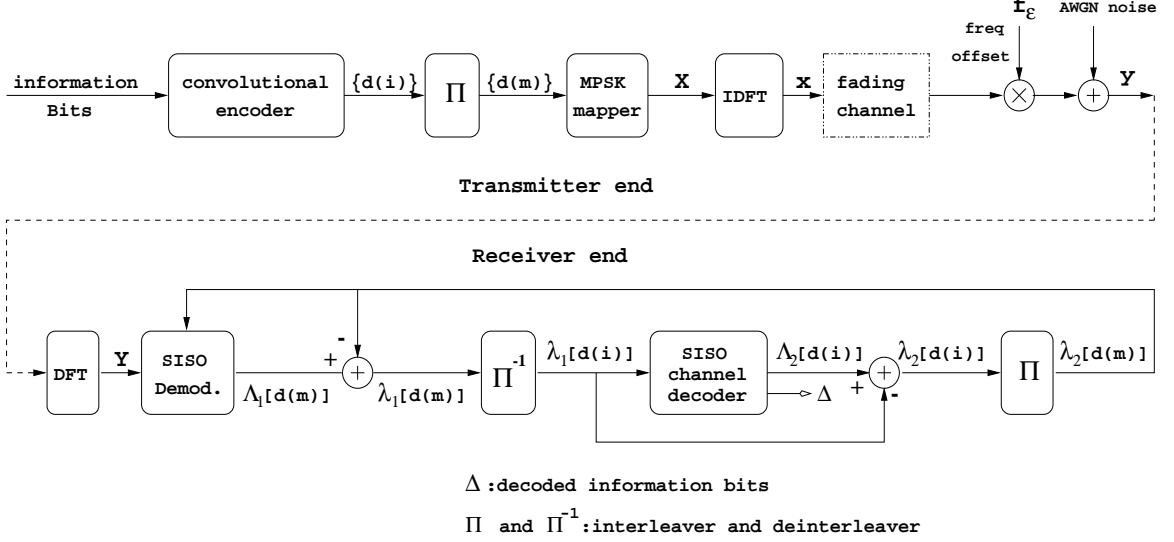 f_ε AWGN noise
freq offset
information Bits
convolutional encoder
{d(i)}
Π
{d(m)}
MPSK mapper
X
IDFT
x
fading channel
×
+
Y
Transmitter end
Receiver end
DFT
Y
SISO Demod.
Λ₁[d(m)]
+
-
+
λ₁[d(m)]
Π⁻¹
λ₁[d(i)]
SISO channel decoder
Λ₂[d(i)]
Δ
+
+
-
λ₂[d(i)]
Π
λ₂[d(m)]
Δ :decoded information bits
Π and Π⁻¹:interleaver and deinterleaver